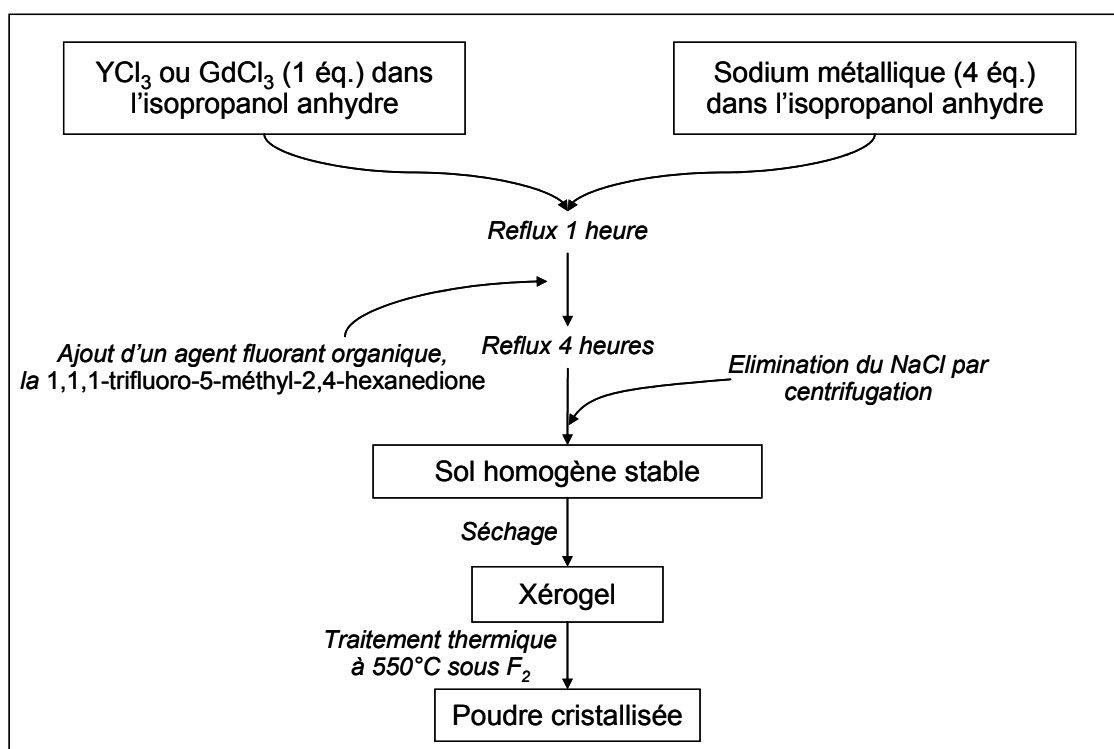 YCl3 ou GdCl3 (1 éq.) dans
l'isopropanol anhydre
Sodium métallique (4 éq.)
dans l'isopropanol anhydre
Reflux 1 heure
Ajout d'un agent fluorant organique,
la 1,1,1-trifluoro-5-méthyl-2,4-hexanedione
Reflux 4 heures
Elimination du NaCl par
centrifugation
Sol homogène stable
Séchage
Xérogel
Traitement thermique
à 550°C sous F2
Poudre cristallisée